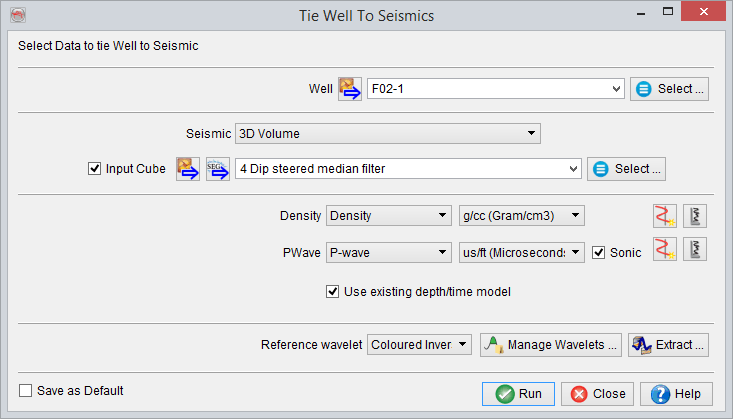 Tie Well To Seismics
Select Data to tie Well to Seismic
Well F02-1 Select ...
Seismic 3D Volume
Input Cube SEG 4 Dip steered median filter Select ...
Density Density g/cc (Gram/cm3)
PWave P-wave us/ft (Microseconds Sonic
Use existing depth/time model
Reference wavelet Coloured Inver Manage Wavelets ... Extract ...
Save as Default Run Close Help